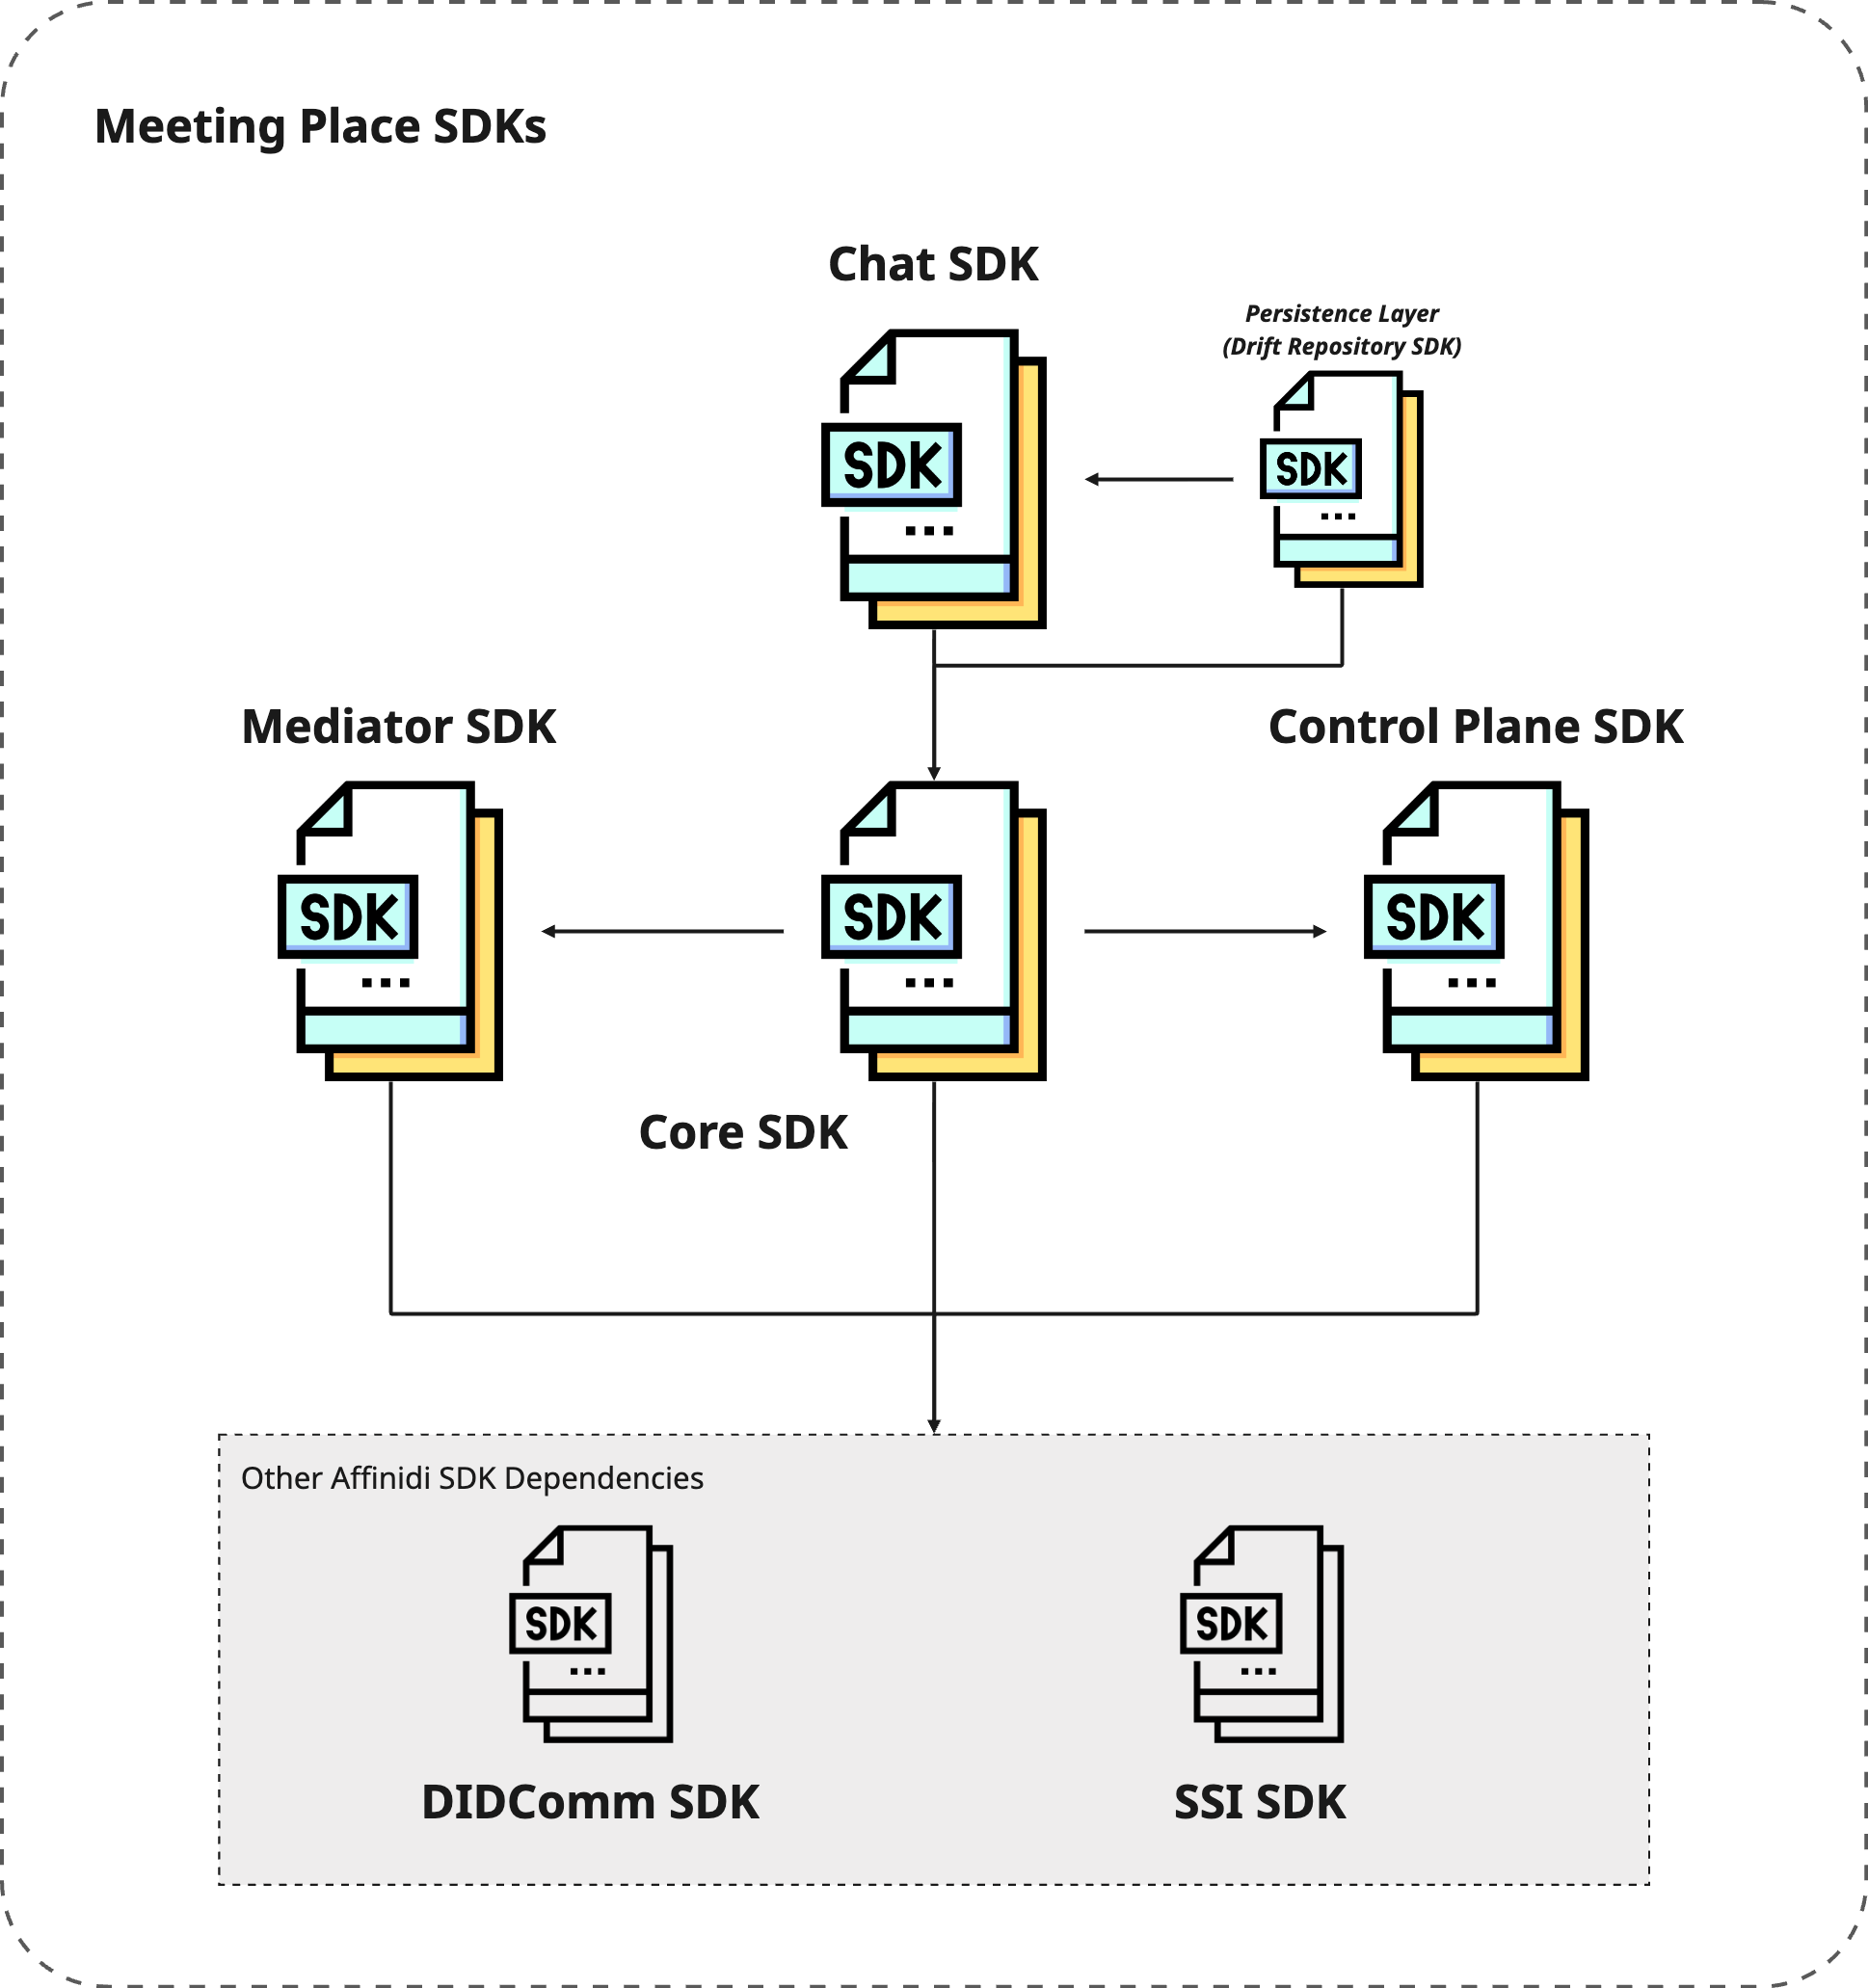 Meeting Place SDKs
Chat SDK
Persistence Layer
(Drift Repository SDK)
SDK
SDK
Mediator SDK
Control Plane SDK
SDK
SDK
SDK
Core SDK
Other Affinidi SDK Dependencies
SDK
SDK
DIDComm SDK
SSI SDK